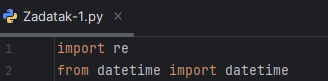 Zadatak-1.py
1 import re
2 from datetime import datetime